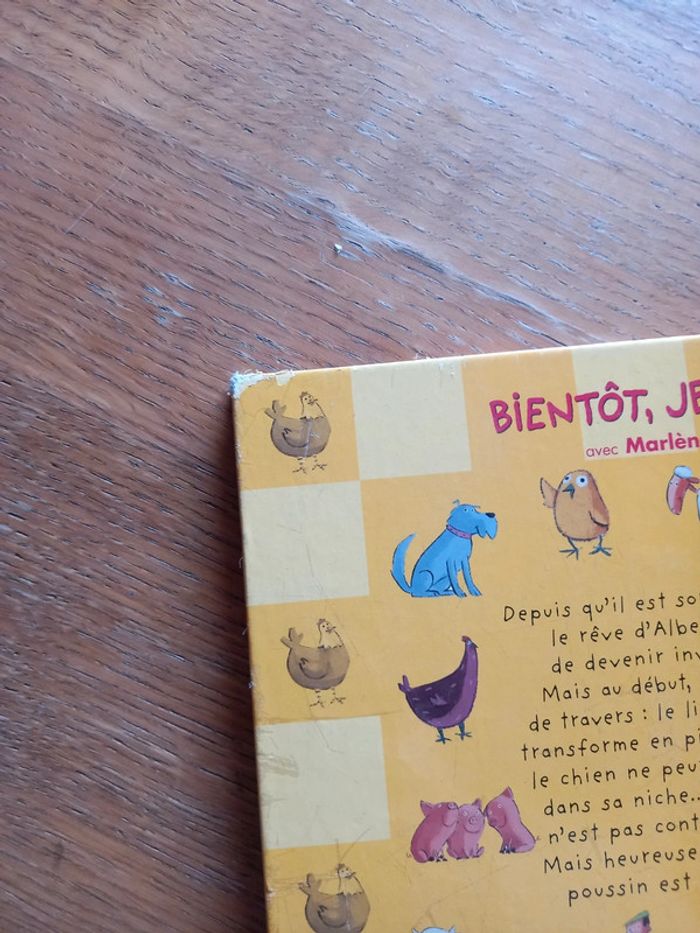 BiENTÔT, JE
avec Marlèn
Depuis qu'il est so
le rêve d'Albe
de devenir inv
Mais au début,
de travers : le li
transforme en pi
le chien ne peu
dans sa niche..
n'est pas cont
Mais heureuse
poussin est